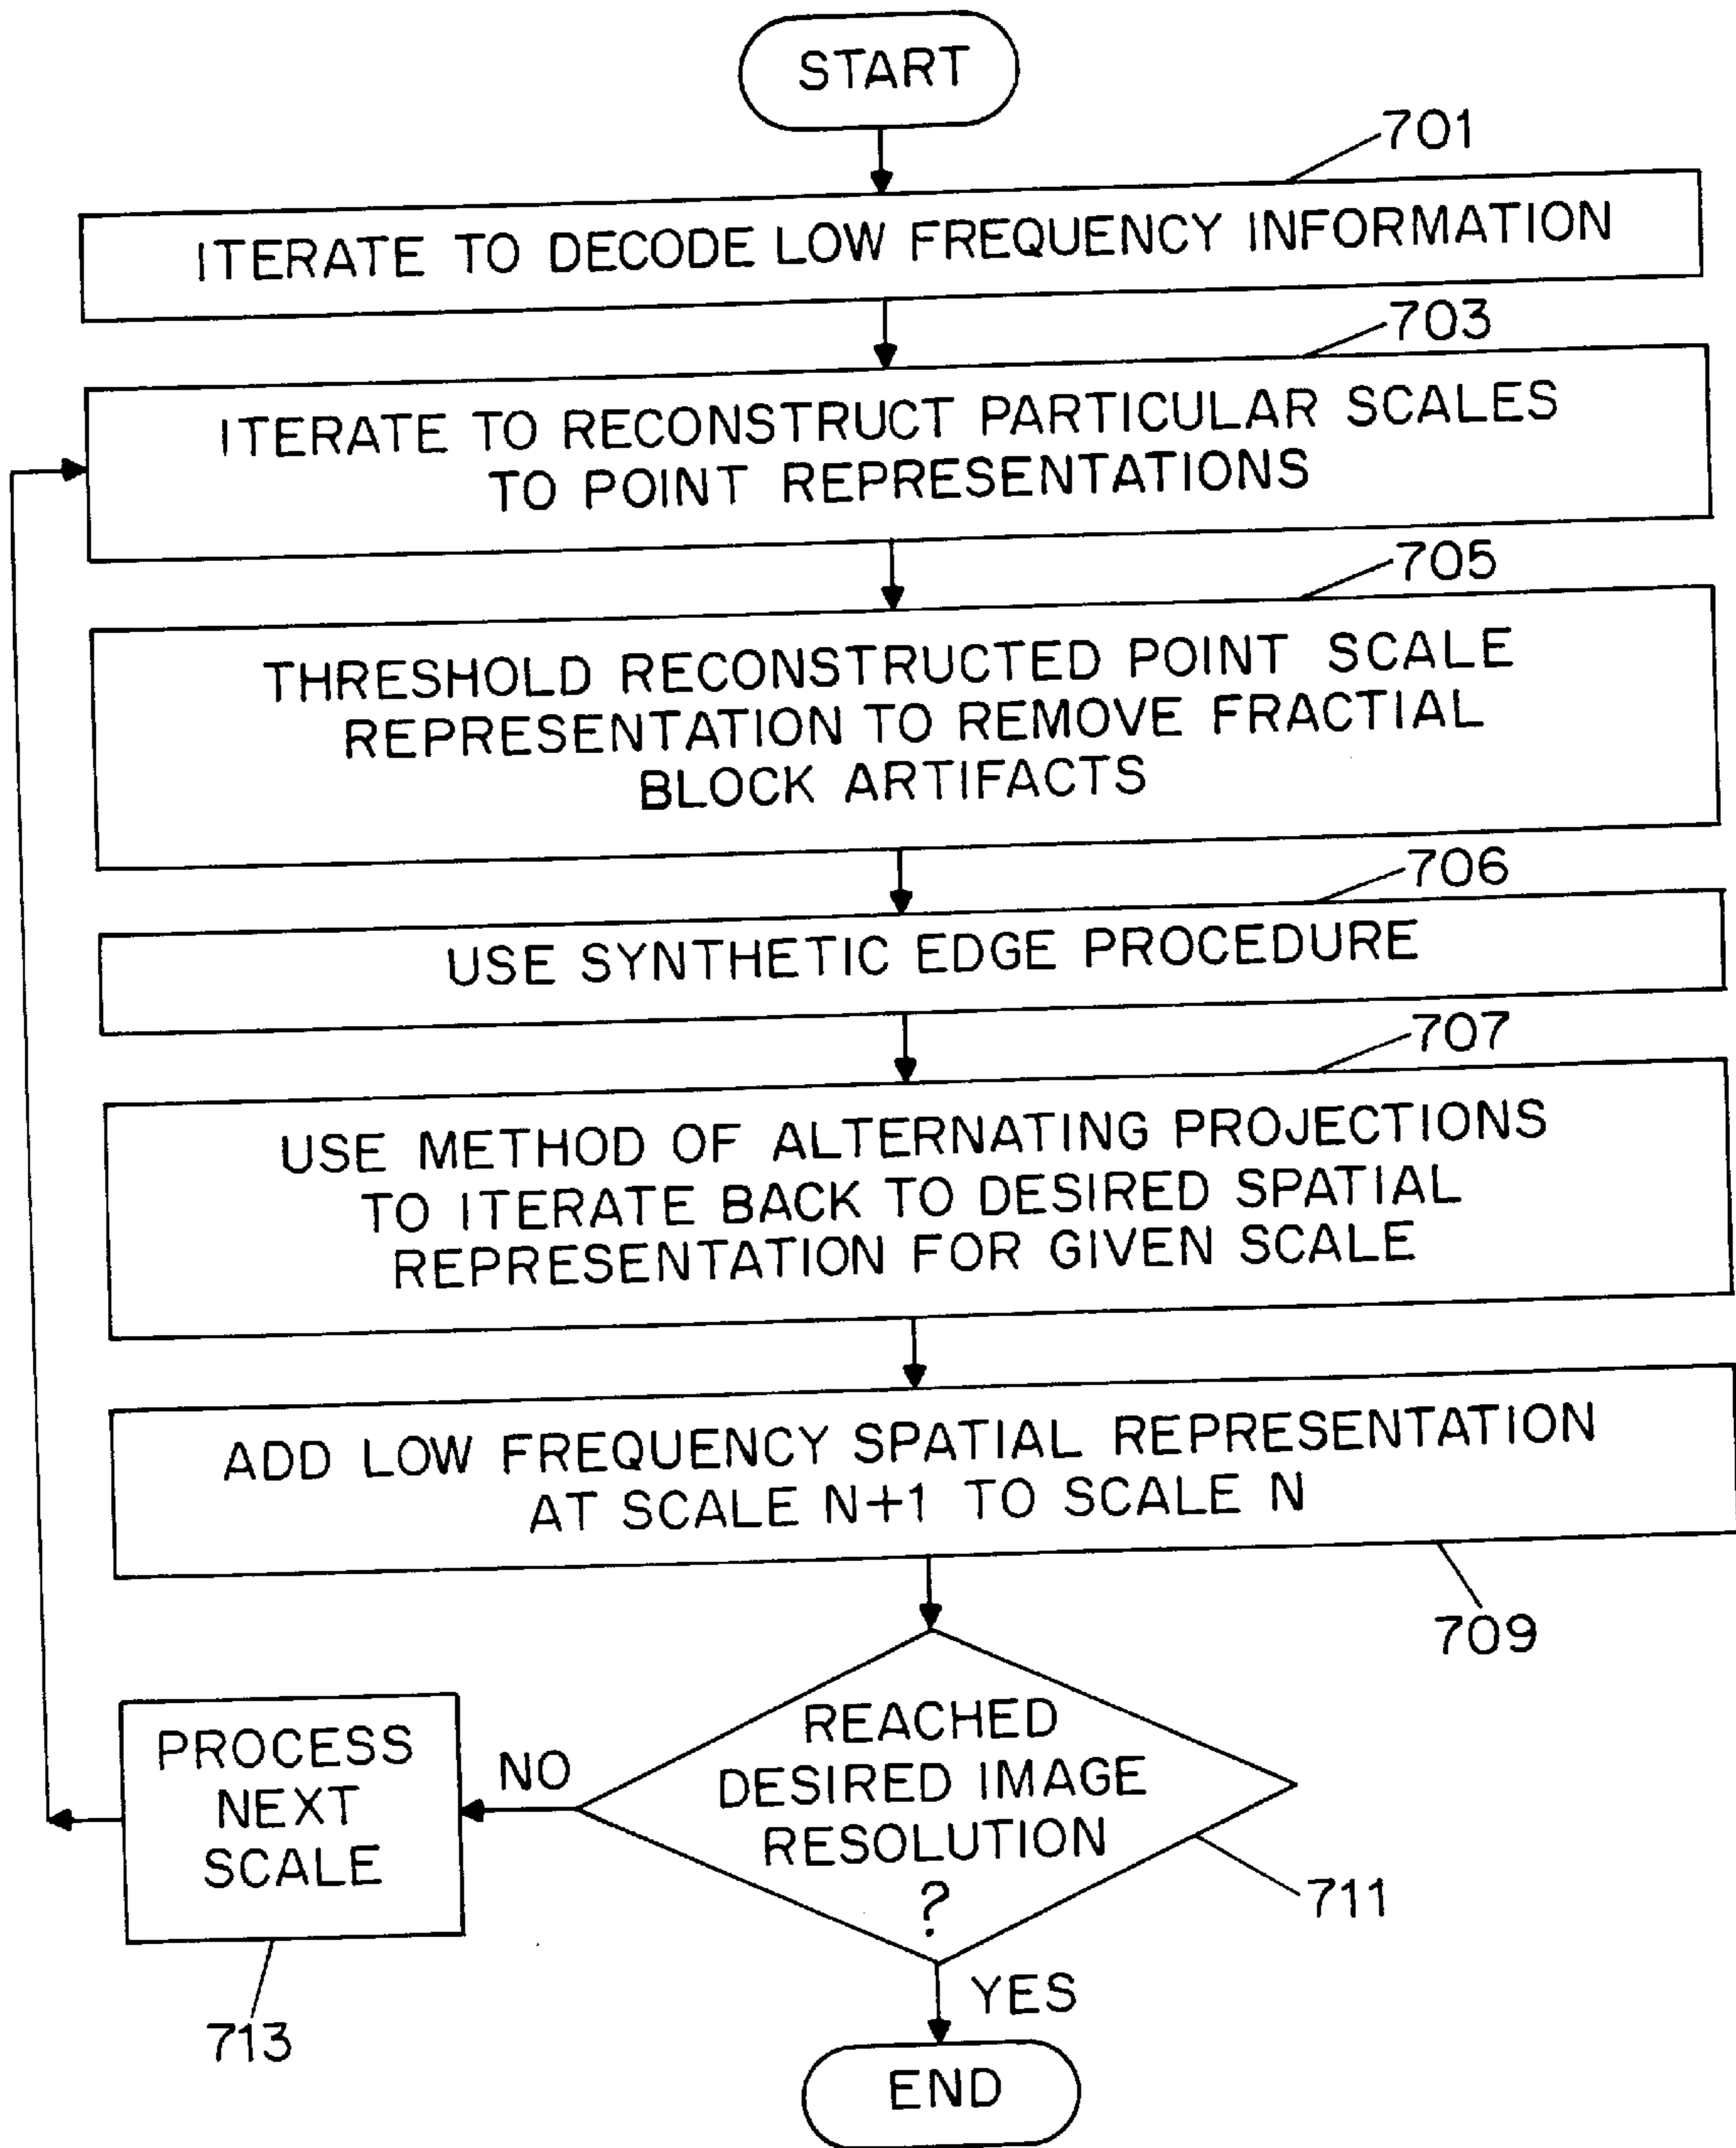 START
701
ITERATE TO DECODE LOW FREQUENCY INFORMATION
703
ITERATE TO RECONSTRUCT PARTICULAR SCALES
TO POINT REPRESENTATIONS
705
THRESHOLD RECONSTRUCTED POINT SCALE
REPRESENTATION TO REMOVE FRACTIAL
BLOCK ARTIFACTS
706
USE SYNTHETIC EDGE PROCEDURE
707
USE METHOD OF ALTERNATING PROJECTIONS
TO ITERATE BACK TO DESIRED SPATIAL
REPRESENTATION FOR GIVEN SCALE
ADD LOW FREQUENCY SPATIAL REPRESENTATION
AT SCALE N+1 TO SCALE N
709
REACHED
DESIRED IMAGE
RESOLUTION
?
711
NO
PROCESS
NEXT
SCALE
713
YES
END